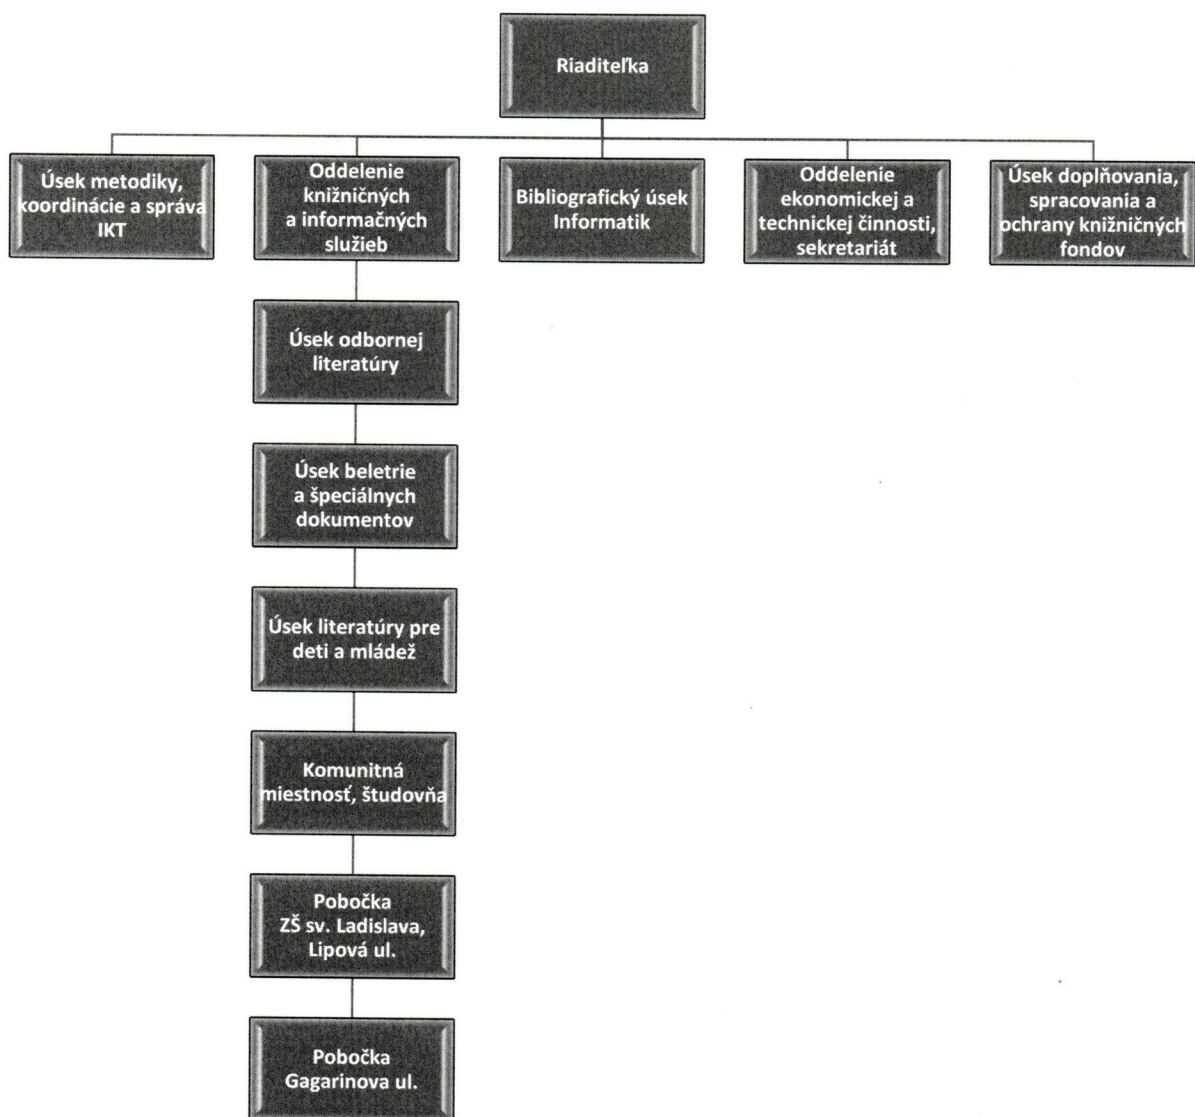 Riaditeľka
Úsek metodiky,
koordinácie a správa
IKT
Oddelenie
knižničných
a informačných
služieb
Bibliografický úsek
Informatik
Oddelenie
ekonomickej a
technickej činnosti,
sekretariát
Úsek doplňovania,
spracovania a
ochrany knižničných
fondov
Úsek odbornej
literatúry
Úsek beletrie
a špeciálnych
dokumentov
Úsek literatúry pre
deti a mládež
Komunitná
miestnosť, študovňa
Pobočka
ZŠ sv. Ladislava,
Lipová ul.
Pobočka
Gagarinova ul.